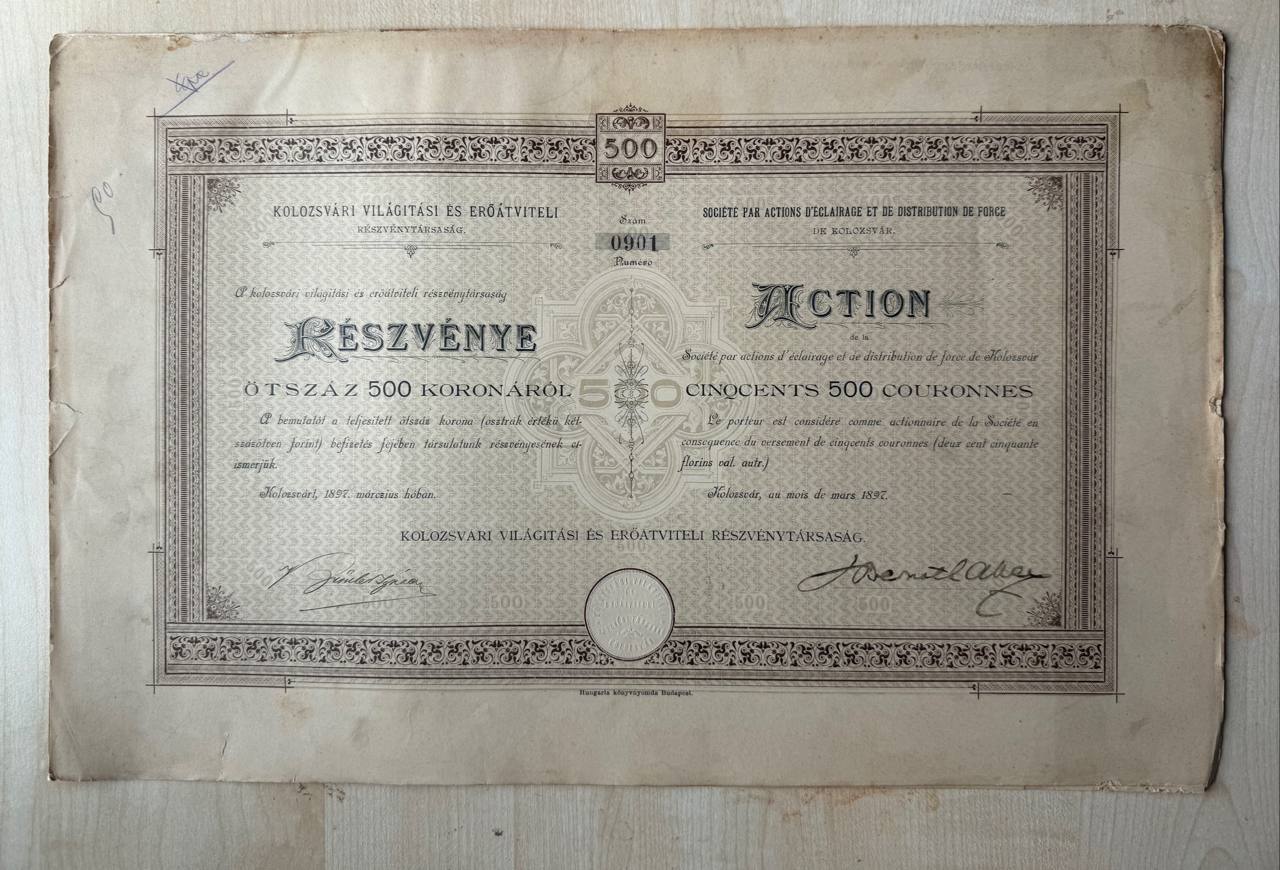 500
KOLOZSVÁRI VILÁGITÁSI ÉS ERŐÁTVITELI
RÉSZVÉNYTÁRSASÁG.
Szám
0901
Numéro
SOCIÉTÉ PAR ACTIONS D'ÉCLAIRAGE ET DE DISTRIBUTION DE FORCE
DE KOLOZSVÁR.
A kolozsvári világitási és erőátviteli részvénytársaság
RÉSZVÉNYE
ÖTSZÁZ 500 KORONÁRÓL
A bemutatót a teljesitett ötszáz korona (osztrák értékü két-
százötven forint) befizetés fejében társulatunk részvényesének el-
ismerjük.
Kolozsvárt, 1897. márczius hóban.
500
ACTION
de la
Société par actions d'éclairage et de distribution de force de Kolozsvár
CINQCENTS 500 COURONNES
Le porteur est considéré comme actionnaire de la Société en
consequence du versement de cinqcents couronnes (deux cent cinquante
florins val. autr.)
Kolozsvár, au mois de mars 1897.
KOLOZSVÁRI VILÁGITÁSI ÉS ERŐÁTVITELI RÉSZVÉNYTÁRSASÁG.
500
500
500
500
Hungaria könyvnyomda Budapest.